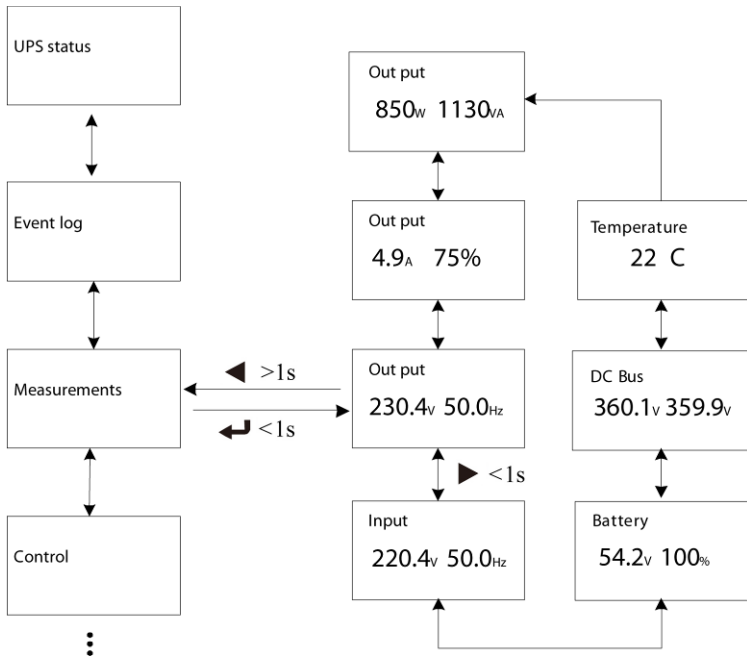 UPS status
Event log
Measurements
Control
>1s
<1s
Out put
850W 1130VA
Out put
4.9A 75%
Out put
230.4V 50.0Hz
<1s
Input
220.4V 50.0Hz
Temperature
22 C
DC Bus
360.1V 359.9V
Battery
54.2V 100%